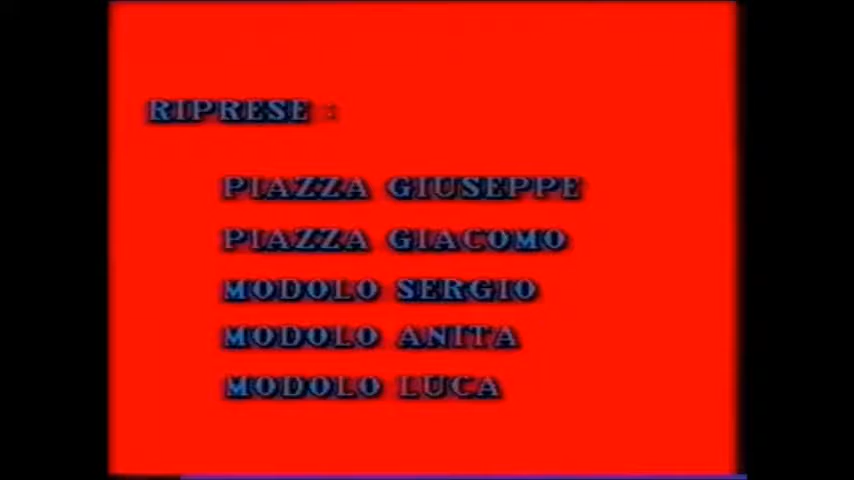 RIPRESE :
PIAZZA GIUSEPPE
PIAZZA GIACOMO
MODOLO SERGIO
MODOLO ANITA
MODOLO LUCA